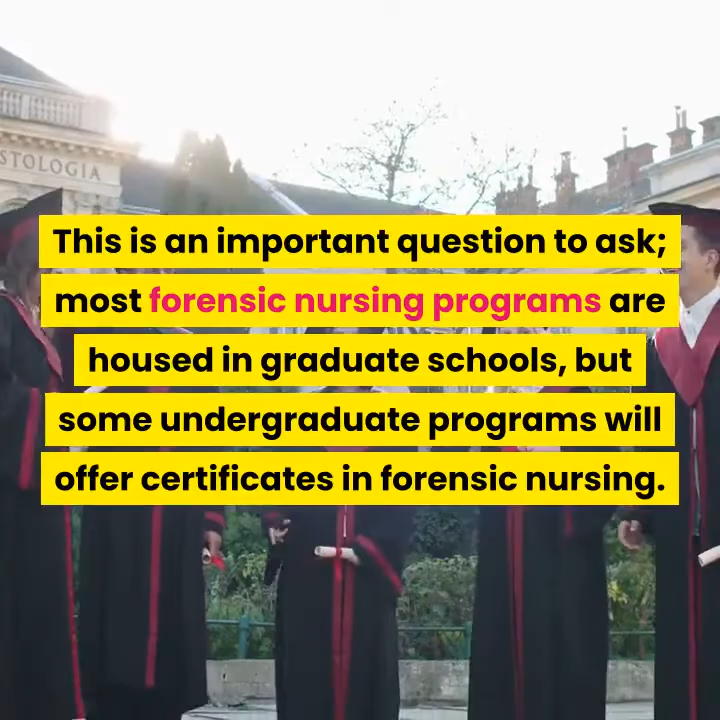 STOLOGIA
This is an important question to ask;
most forensic nursing programs are
housed in graduate schools, but
some undergraduate programs will
offer certificates in forensic nursing.